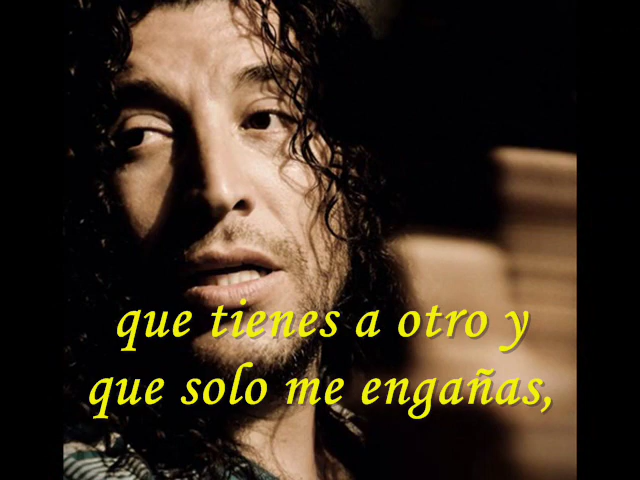 que tienes a otro y
que solo me engañas,